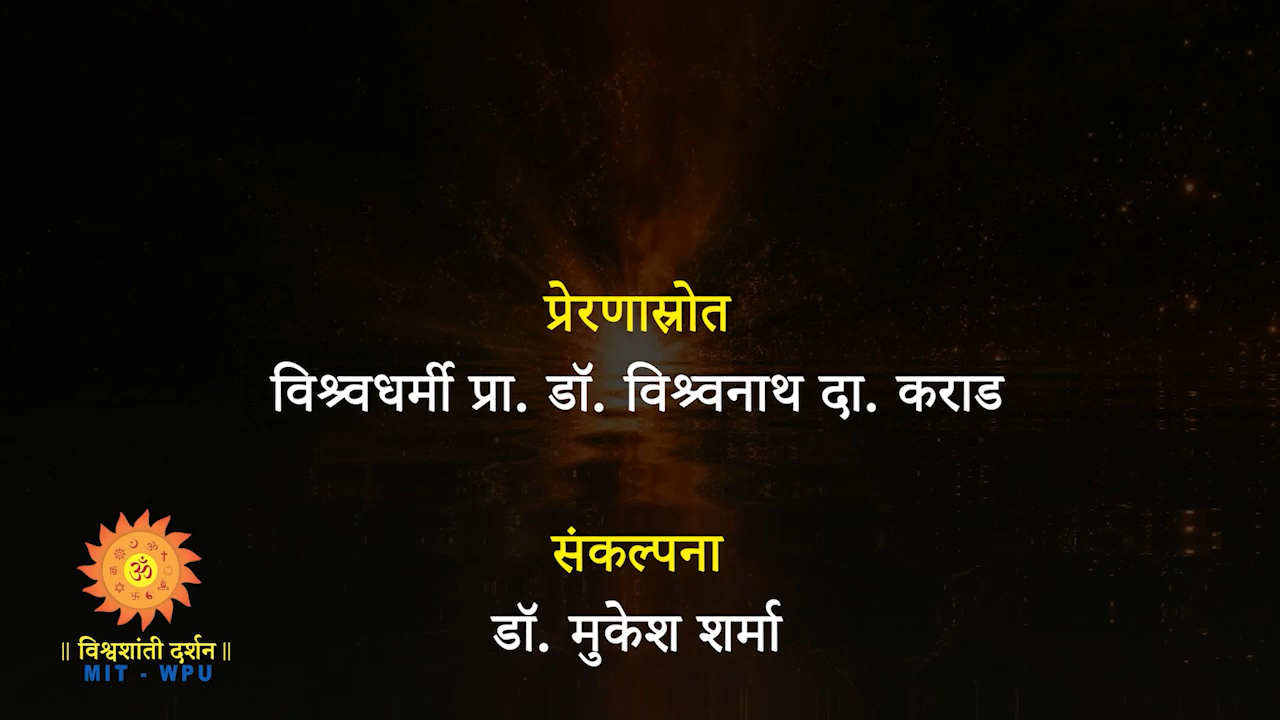 प्रेरणास्रोत
विश्वधर्मी प्रा. डॉ. विश्वनाथ दा. कराड
संकल्पना
डॉ. मुकेश शर्मा
ॐ
॥ विश्वशांती दर्शन ॥
MIT - WPU